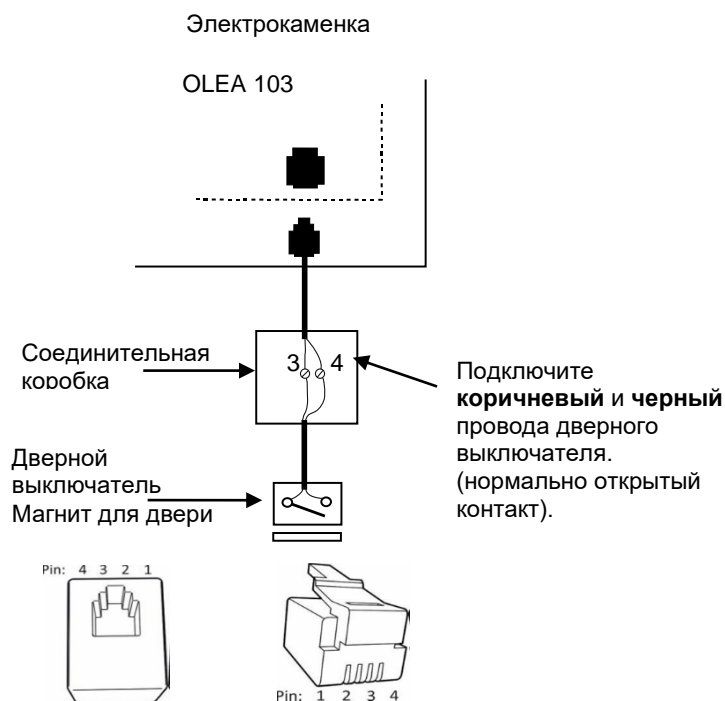 Электрокаменка
OLEA 103
Соединительная
коробка
3 4
Подключите
коричневый и черный
провода дверного
выключателя.
(нормально открытый
контакт).
Дверной
выключатель
Магнит для двери
Pin: 4 3 2 1
Pin: 1 2 3 4